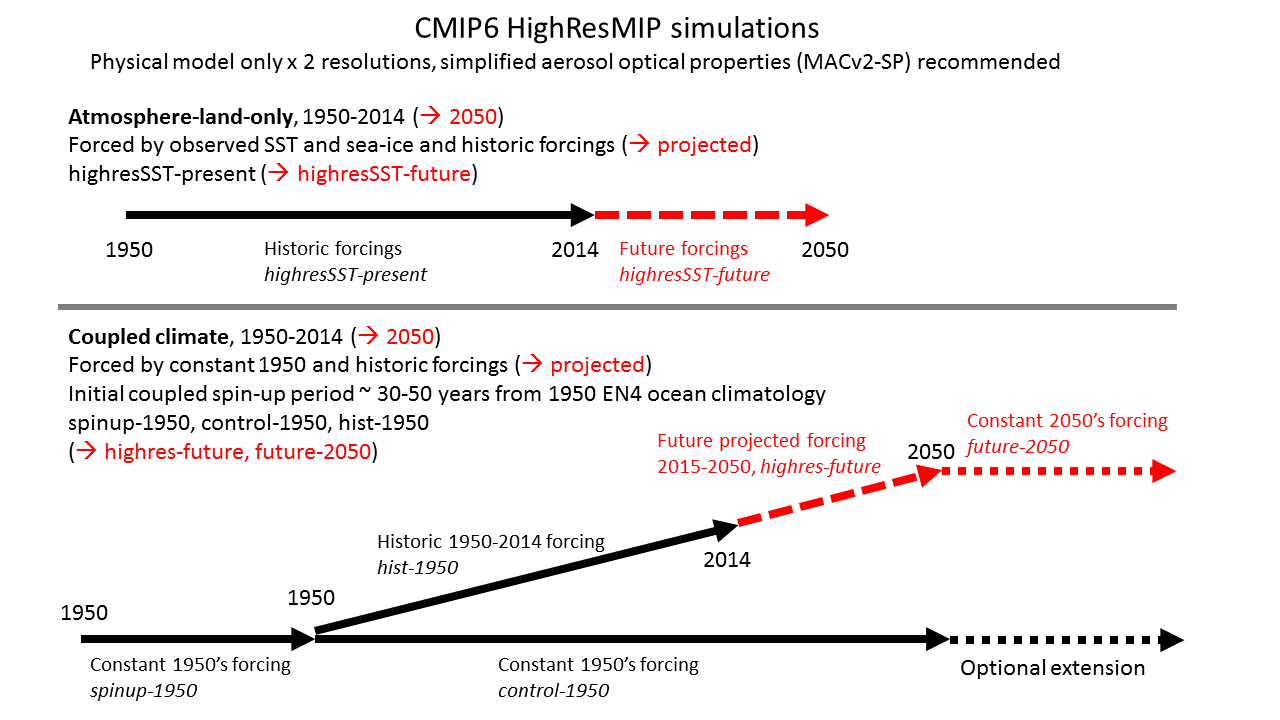 CMIP6 HighResMIP simulations
Physical model only x 2 resolutions, simplified aerosol optical properties (MACv2-SP) recommended
Atmosphere-land-only, 1950-2014 (→ 2050)
Forced by observed SST and sea-ice and historic forcings (→ projected)
highresSST-present (→ highresSST-future)
1950
Historic forcings
highresSST-present
2014
Future forcings
highresSST-future
2050
Coupled climate, 1950-2014 (→ 2050)
Forced by constant 1950 and historic forcings (→ projected)
Initial coupled spin-up period ~ 30-50 years from 1950 EN4 ocean climatology
spinup-1950, control-1950, hist-1950
(→ highres-future, future-2050)
Future projected forcing
2015-2050, highres-future
2050
Constant 2050's forcing
future-2050
Historic 1950-2014 forcing
hist-1950
2014
1950
1950
Constant 1950's forcing
spinup-1950
Constant 1950's forcing
control-1950
Optional extension